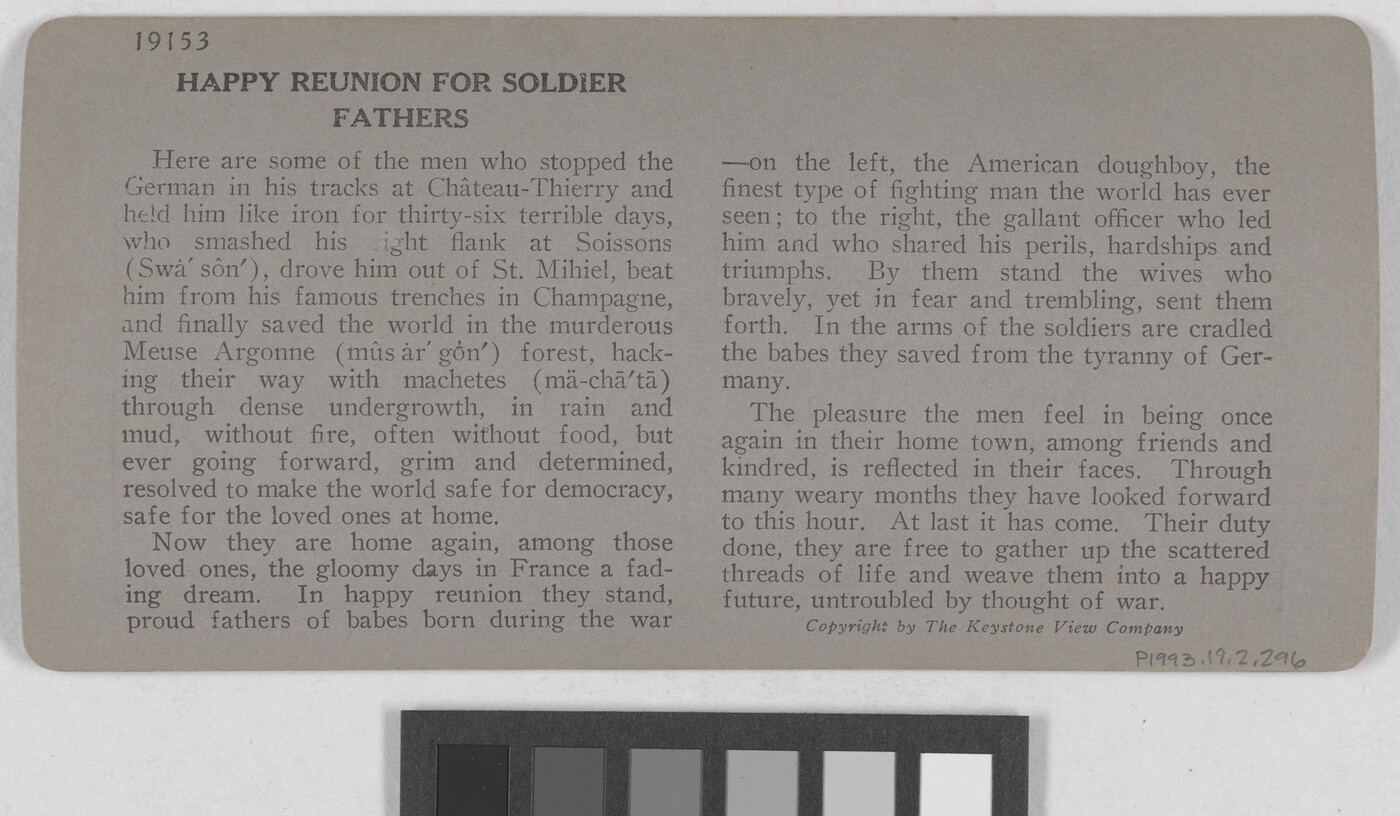 19153
HAPPY REUNION FOR SOLDIER
FATHERS
Here are some of the men who stopped the
German in his tracks at Château-Thierry and
held him like iron for thirty-six terrible days,
who smashed his right flank at Soissons
(Swȧ′ sôn′), drove him out of St. Mihiel, beat
him from his famous trenches in Champagne,
and finally saved the world in the murderous
Meuse Argonne (mûs ȧr′ gȯ̂n′) forest, hack-
ing their way with machetes (mä-chā′tā)
through dense undergrowth, in rain and
mud, without fire, often without food, but
ever going forward, grim and determined,
resolved to make the world safe for democracy,
safe for the loved ones at home.
Now they are home again, among those
loved ones, the gloomy days in France a fad-
ing dream. In happy reunion they stand,
proud fathers of babes born during the war
—on the left, the American doughboy, the
finest type of fighting man the world has ever
seen; to the right, the gallant officer who led
him and who shared his perils, hardships and
triumphs. By them stand the wives who
bravely, yet in fear and trembling, sent them
forth. In the arms of the soldiers are cradled
the babes they saved from the tyranny of Ger-
many.
The pleasure the men feel in being once
again in their home town, among friends and
kindred, is reflected in their faces. Through
many weary months they have looked forward
to this hour. At last it has come. Their duty
done, they are free to gather up the scattered
threads of life and weave them into a happy
future, untroubled by thought of war.
Copyright by The Keystone View Company
P1993.19.2.296